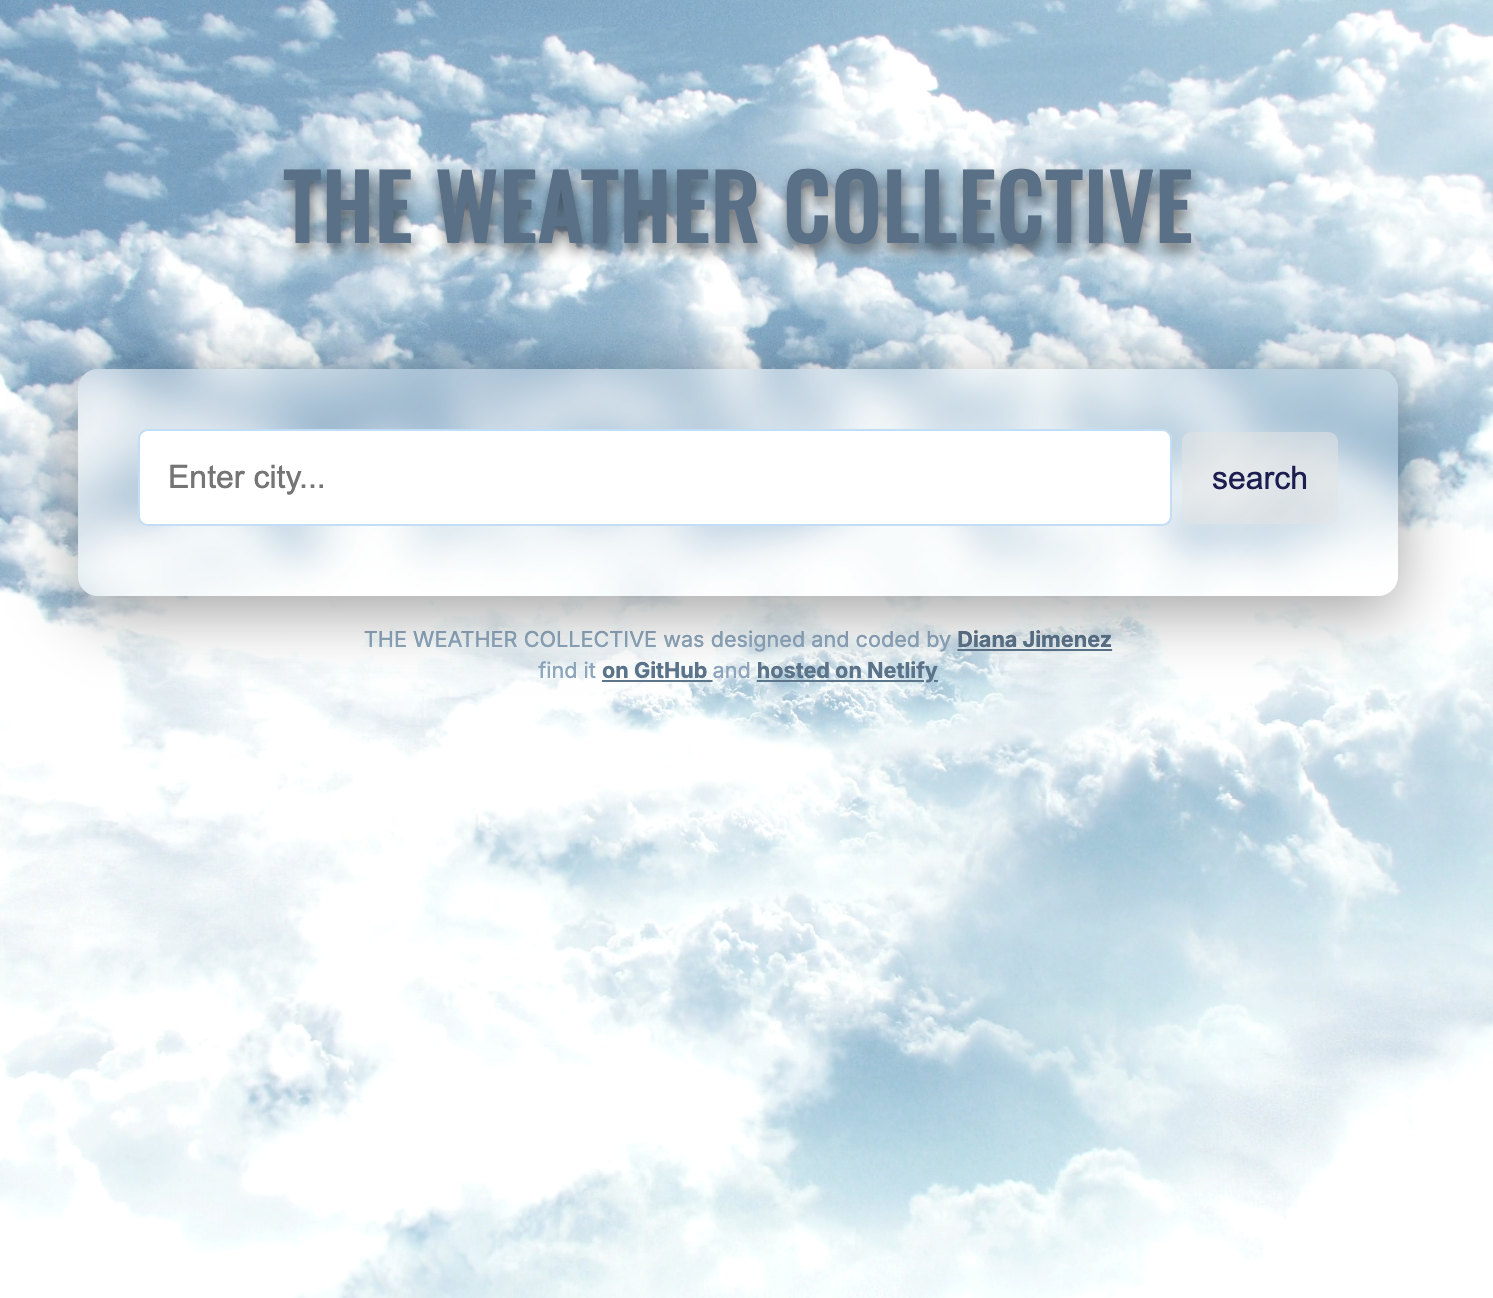 THE WEATHER COLLECTIVE
Enter city...
search
THE WEATHER COLLECTIVE was designed and coded by Diana Jimenez
find it on GitHub and hosted on Netlify